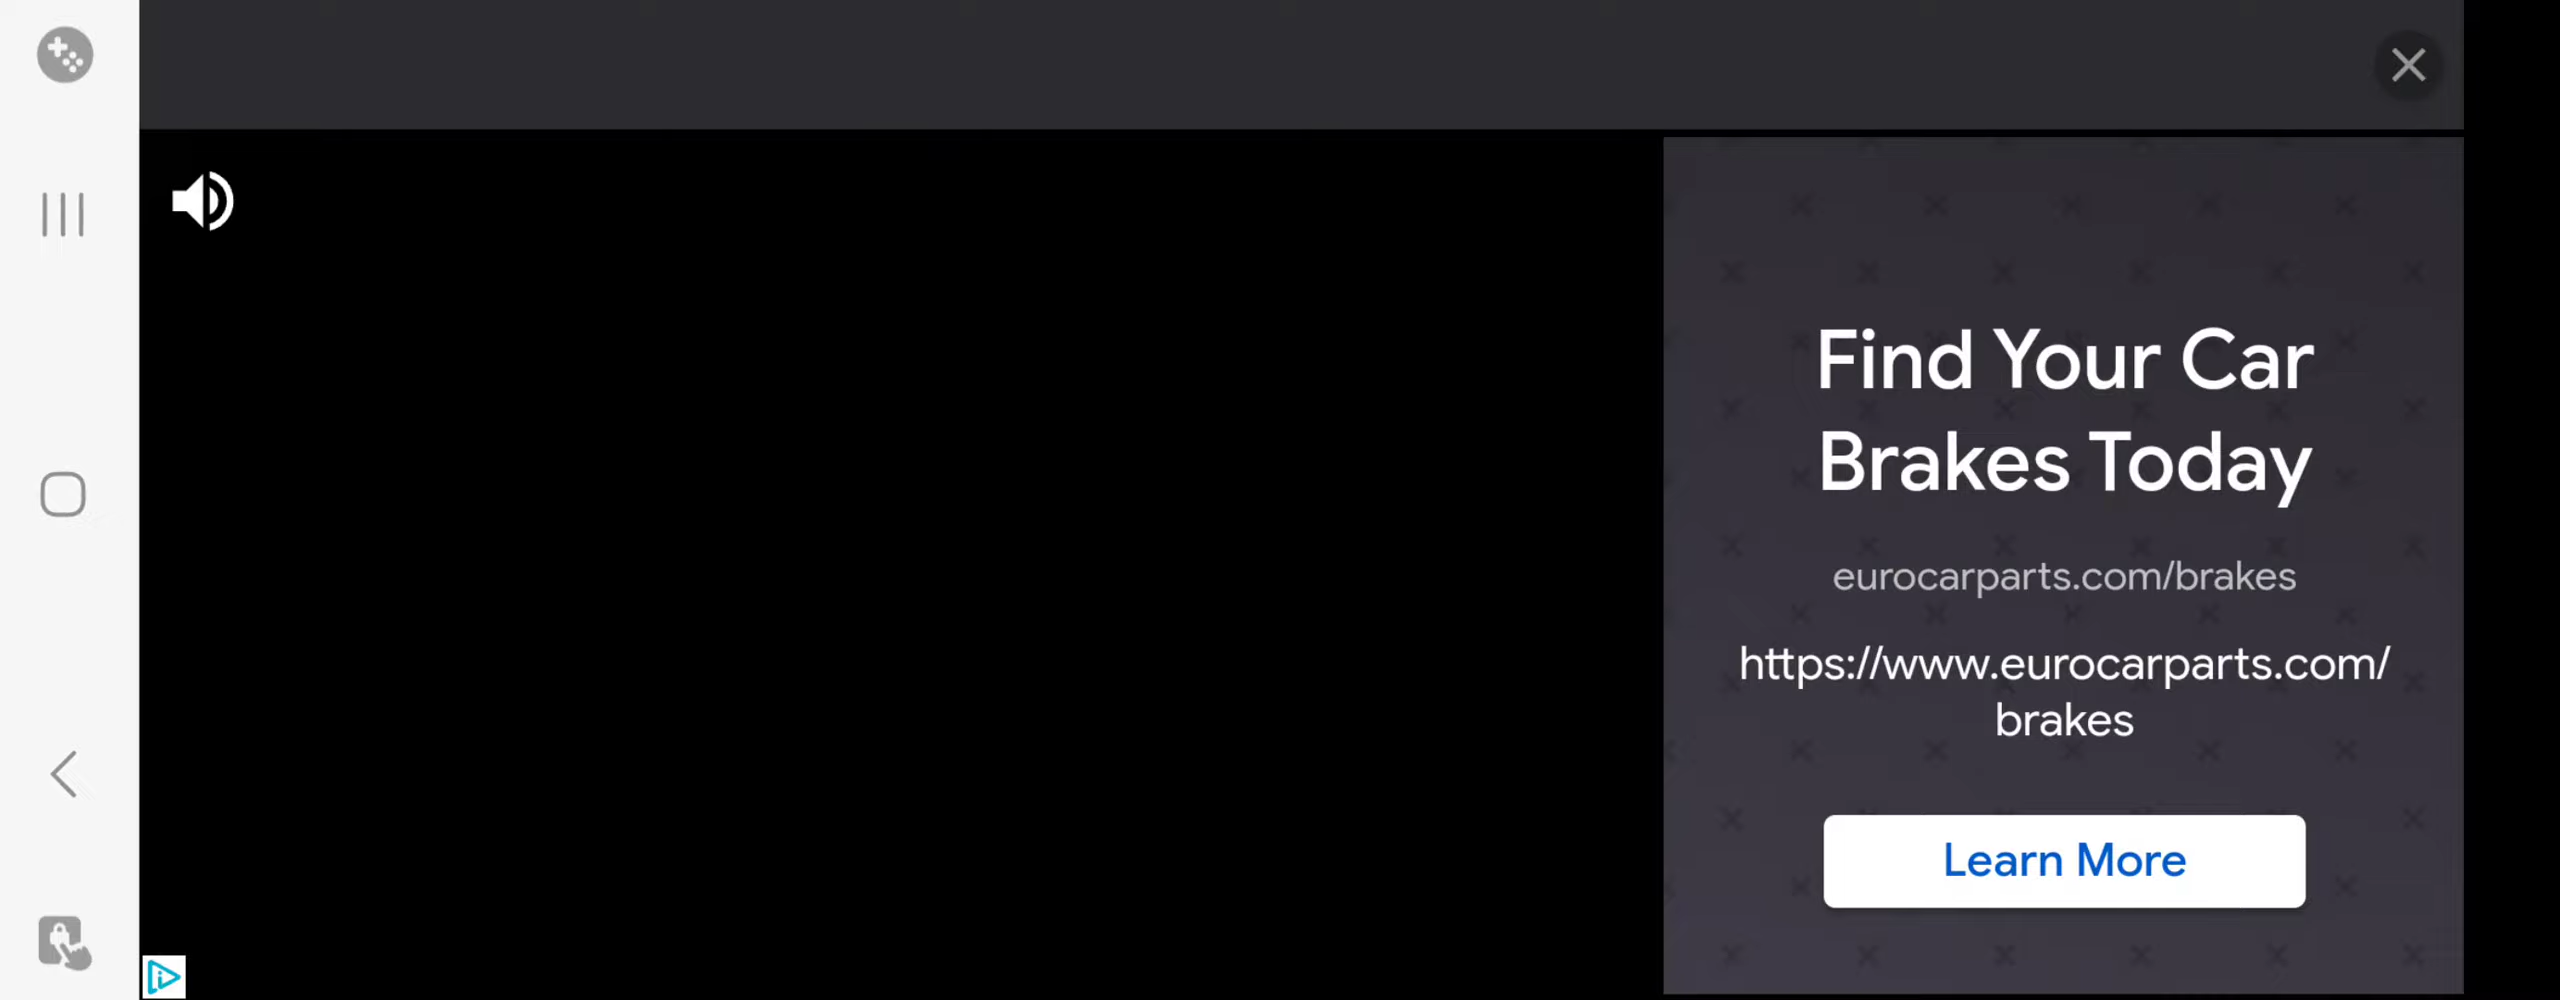 Find Your Car
Brakes Today
eurocarparts.com/brakes
https://www.eurocarparts.com/
brakes
Learn More